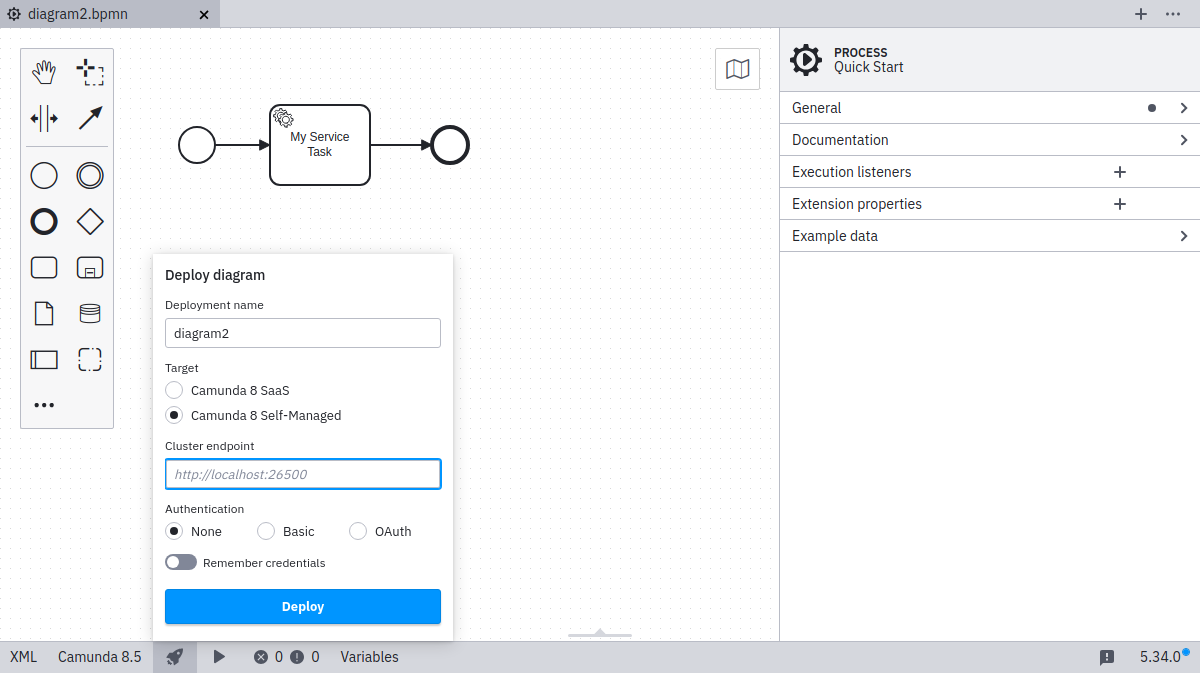 diagram2.bpmn
My Service
Task
PROCESS
Quick Start
General
Documentation
Execution listeners
Extension properties
Example data
Deploy diagram
Deployment name
diagram2
Target
Camunda 8 SaaS
Camunda 8 Self-Managed
Cluster endpoint
http://localhost:26500
Authentication
None Basic OAuth
Remember credentials
Deploy
XML Camunda 8.5 0 0 Variables 5.34.0